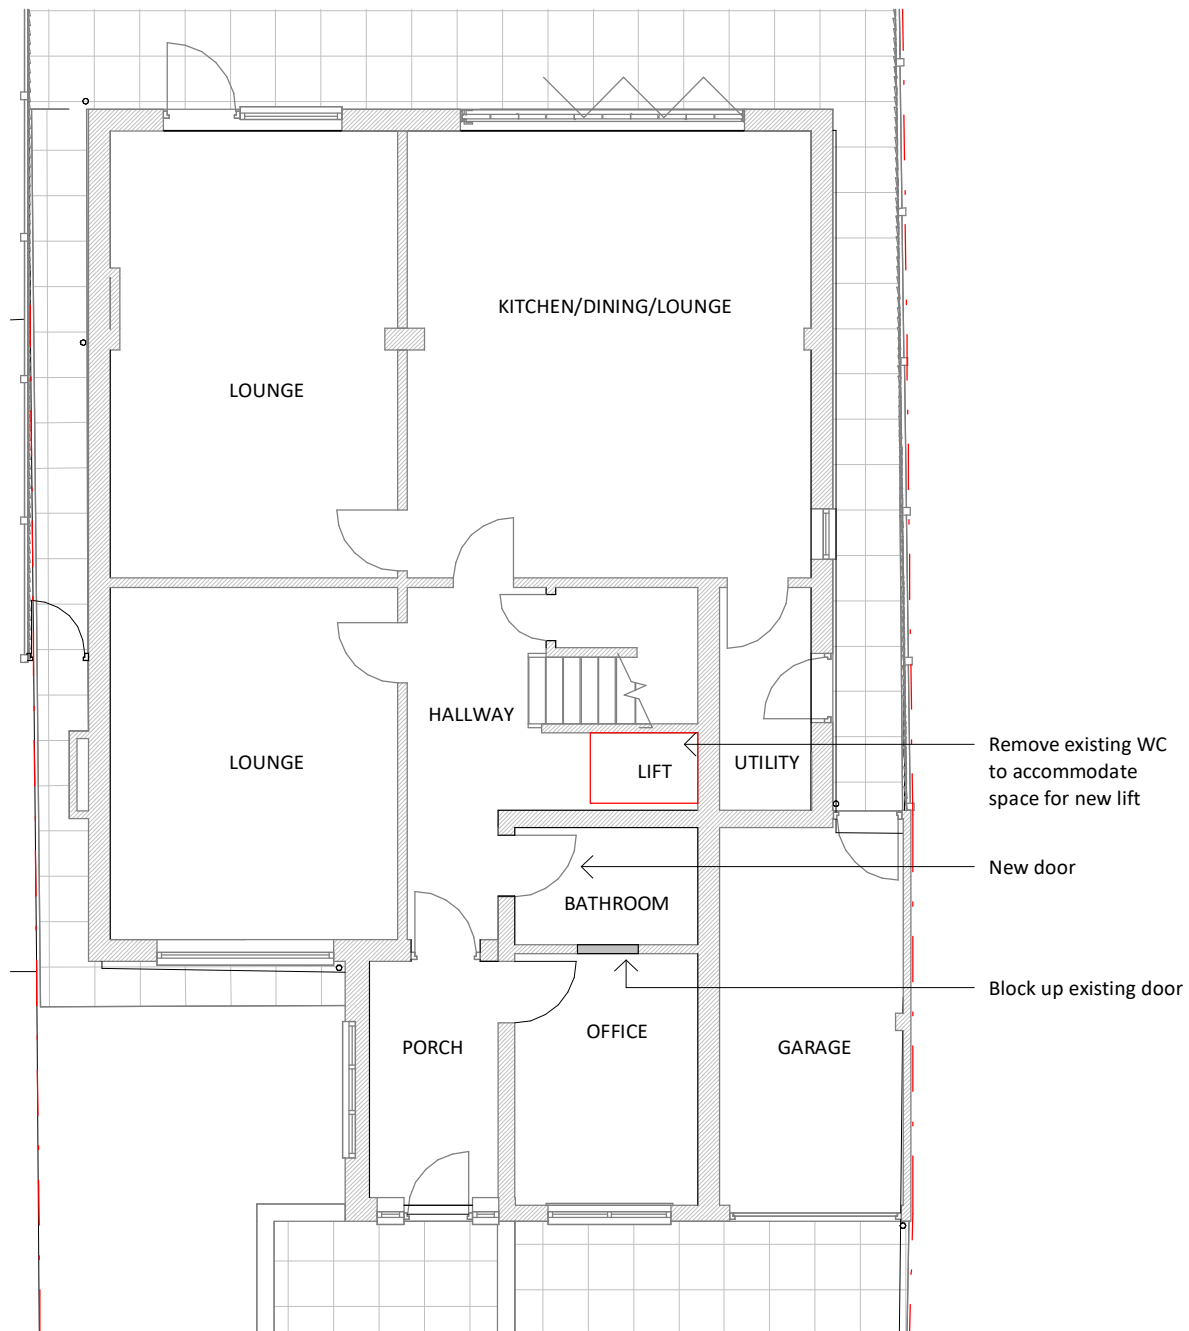 KITCHEN/DINING/LOUNGE
LOUNGE
HALLWAY
LOUNGE
LIFT
UTILITY
Remove existing WC
to accommodate
space for new lift
New door
BATHROOM
Block up existing door
OFFICE
PORCH
GARAGE